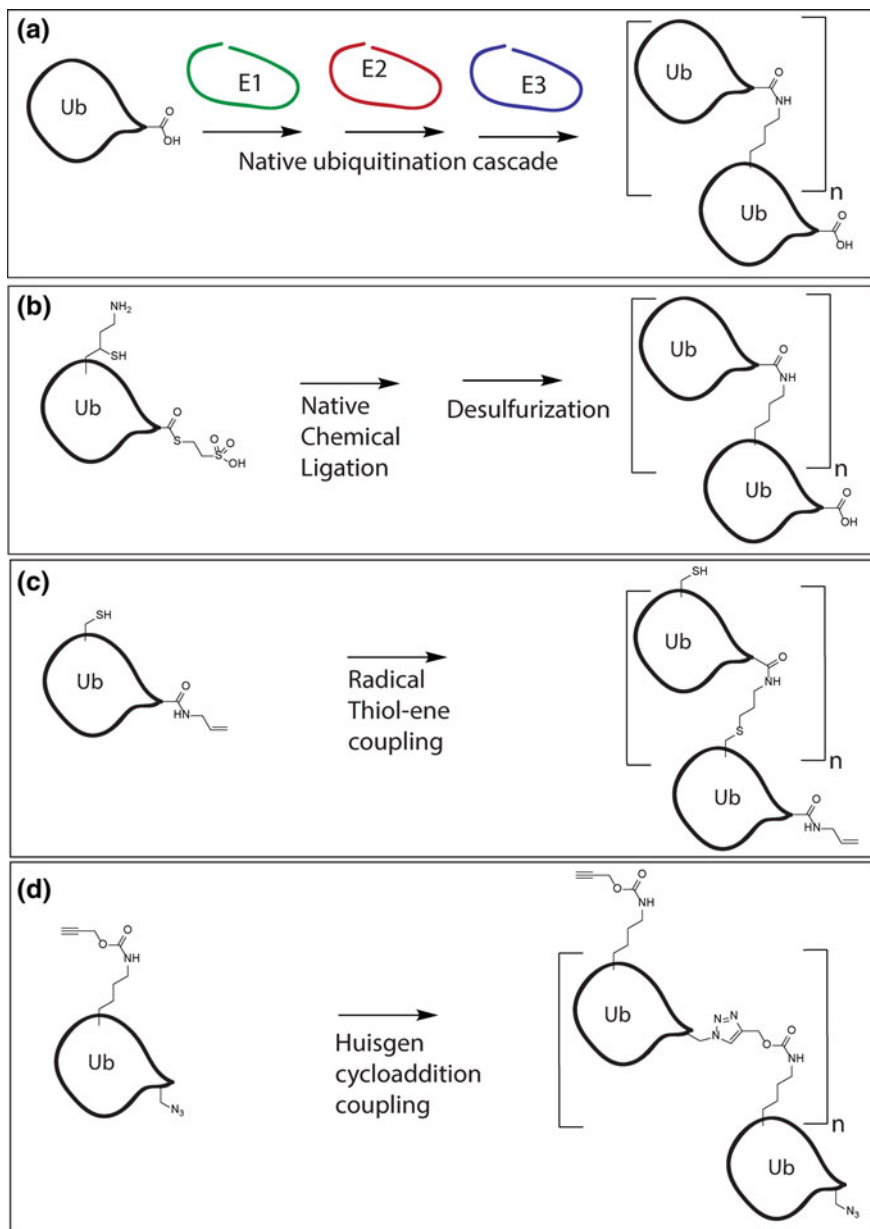 (a)
Ub
O
OH
E1
E2
E3
Native ubiquitination cascade
Ub
O
NH
Ub
O
OH
n
(b)
NH2
SH
Ub
O
S
O
O
S
OH
Native
Chemical
Ligation
Desulfurization
Ub
O
NH
Ub
O
OH
n
(c)
SH
Ub
O
HN
Radical
Thiol-ene
coupling
SH
Ub
O
NH
S
Ub
O
HN
n
(d)
O
O
NH
Ub
N3
Huisgen
cycloaddition
coupling
O
O
NH
Ub
N=N
N
O
O
NH
n
Ub
N3